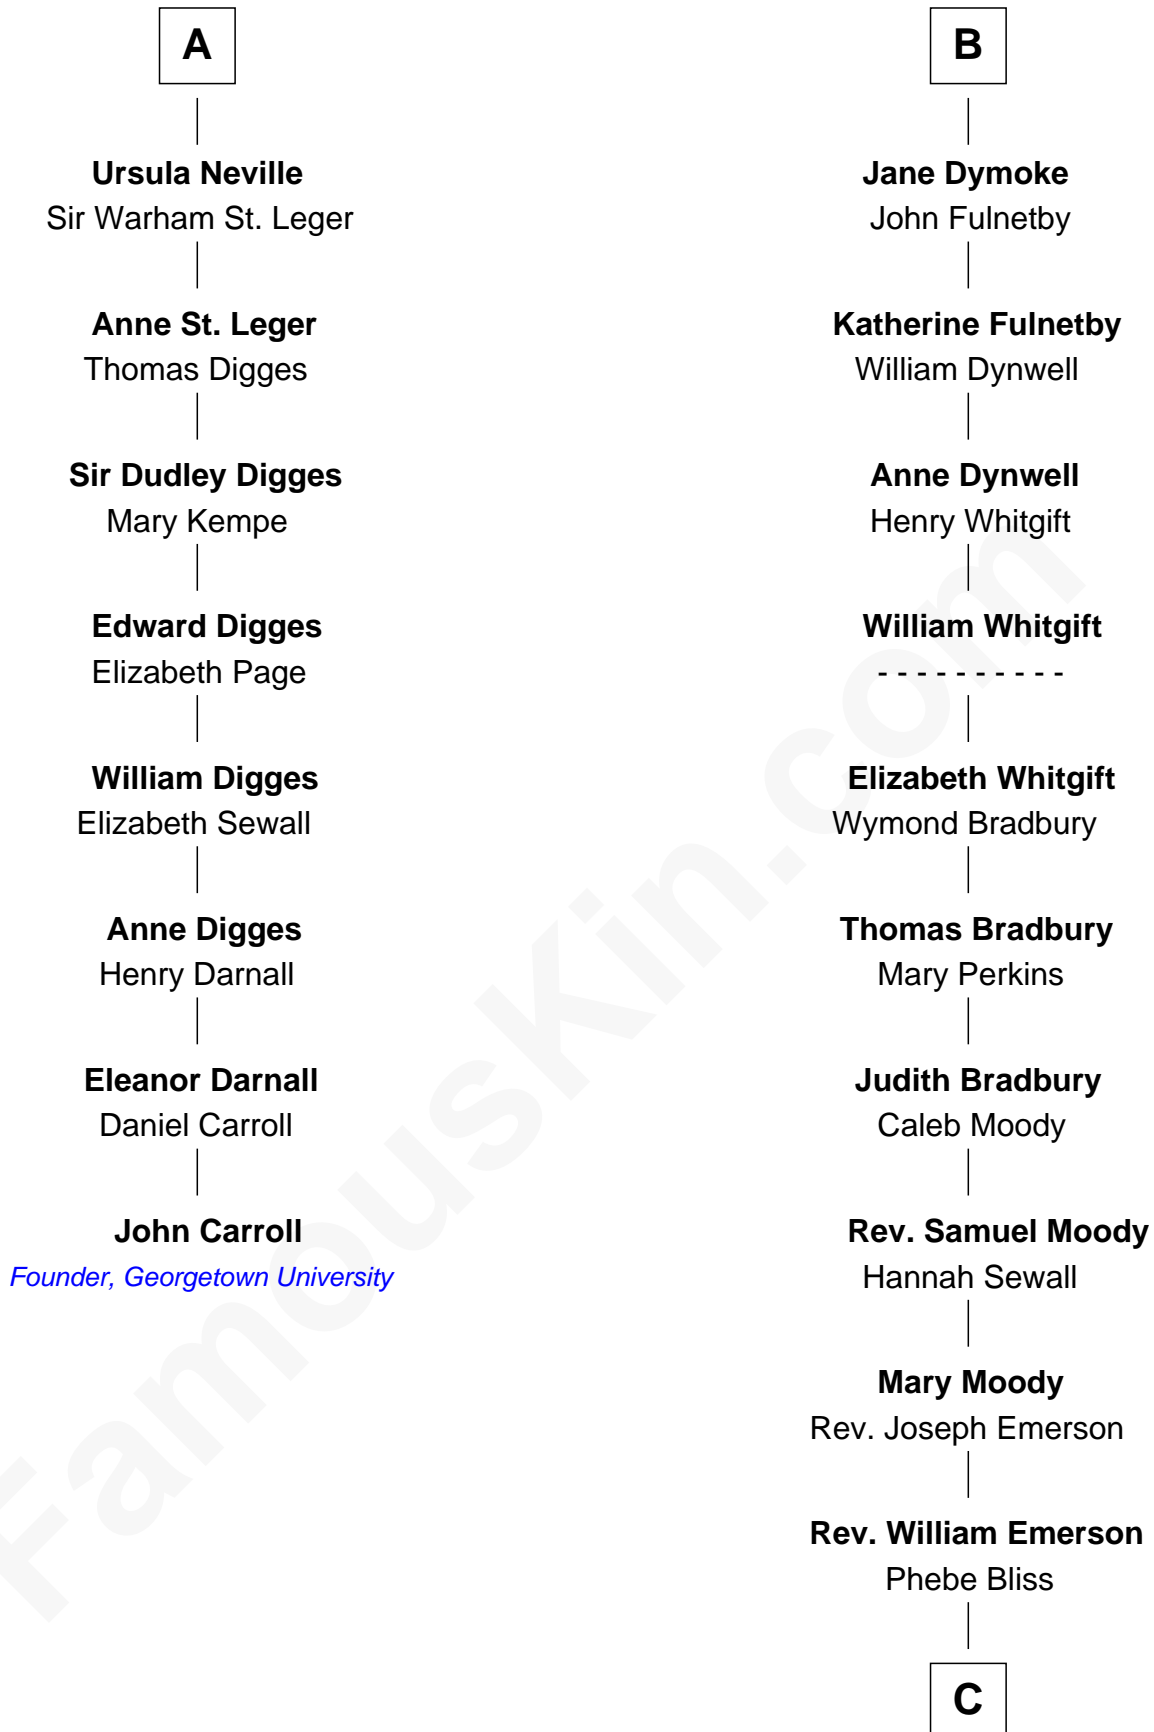 A
Ursula Neville
Sir Warham St. Leger
Anne St. Leger
Thomas Digges
Sir Dudley Digges
Mary Kempe
Edward Digges
Elizabeth Page
William Digges
Elizabeth Sewall
Anne Digges
Henry Darnall
Eleanor Darnall
Daniel Carroll
John Carroll
Founder, Georgetown University
B
Jane Dymoke
John Fulnetby
Katherine Fulnetby
William Dynwell
Anne Dynwell
Henry Whitgift
William Whitgift
- - - - - - - - - -
Elizabeth Whitgift
Wymond Bradbury
Thomas Bradbury
Mary Perkins
Judith Bradbury
Caleb Moody
Rev. Samuel Moody
Hannah Sewall
Mary Moody
Rev. Joseph Emerson
Rev. William Emerson
Phebe Bliss
C
FamousKin.com